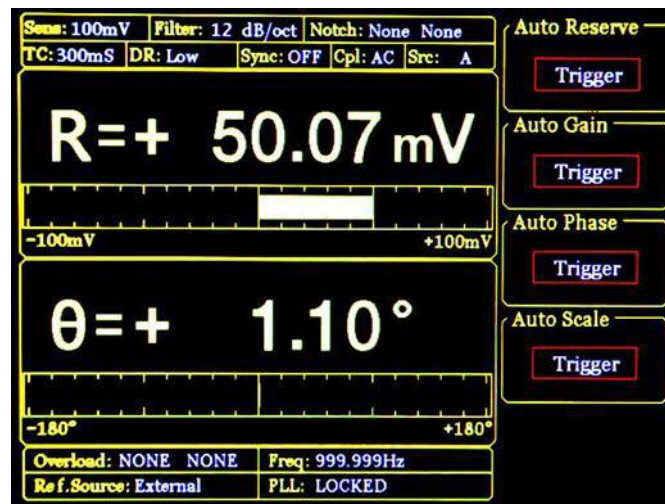 Sens: 100mV Filter: 12 dB/oct Notch: None None
TC: 300mS DR: Low Sync: OFF Cpl: AC Src: A
R=+ 50.07 mV
-100mV +100mV
θ=+ 1.10°
-180° +180°
Overload: NONE NONE Freq: 999.999Hz
Ref.Source: External PLL: LOCKED
Auto Reserve
Trigger
Auto Gain
Trigger
Auto Phase
Trigger
Auto Scale
Trigger